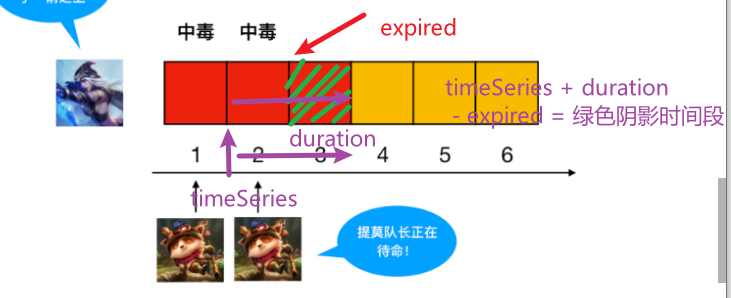 中毒 中毒
expired
timeSeries + duration
- expired = 绿色阴影时间段
duration
1 2 3 4 5 6
timeSeries
提莫队长正在
待命!